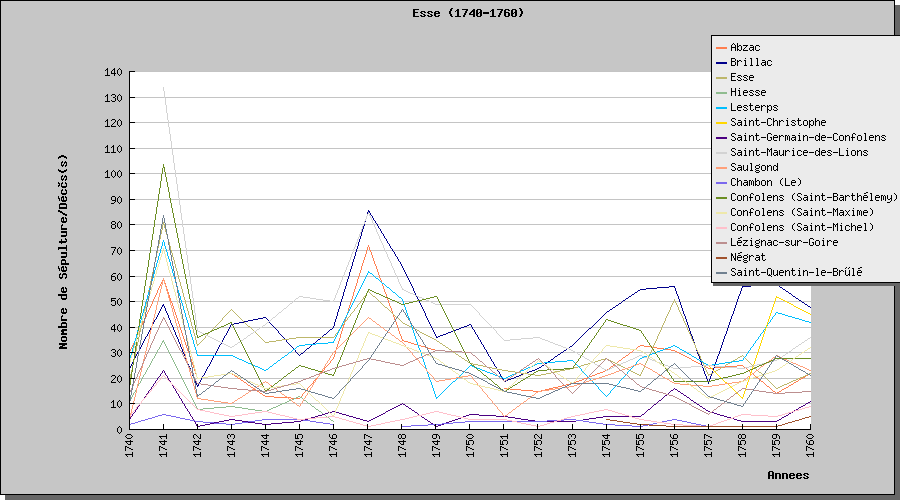 Esse (1740-1760)
Abzac
Brillac
Esse
Hiesse
Lesterps
Saint-Christophe
Saint-Germain-de-Confolens
Saint-Maurice-des-Lions
Saulgond
Chambon (Le)
Confolens (Saint-Barthélemy)
Confolens (Saint-Maxime)
Confolens (Saint-Michel)
Lézignac-sur-Goire
Négrat
Saint-Quentin-le-Brûlé
140
130
120
110
100
90
80
70
60
50
40
30
20
10
0
Nombre de Sépulture/Décčs(s)
1740
1741
1742
1743
1744
1745
1746
1747
1748
1749
1750
1751
1752
1753
1754
1755
1756
1757
1758
1759
1760
Annees